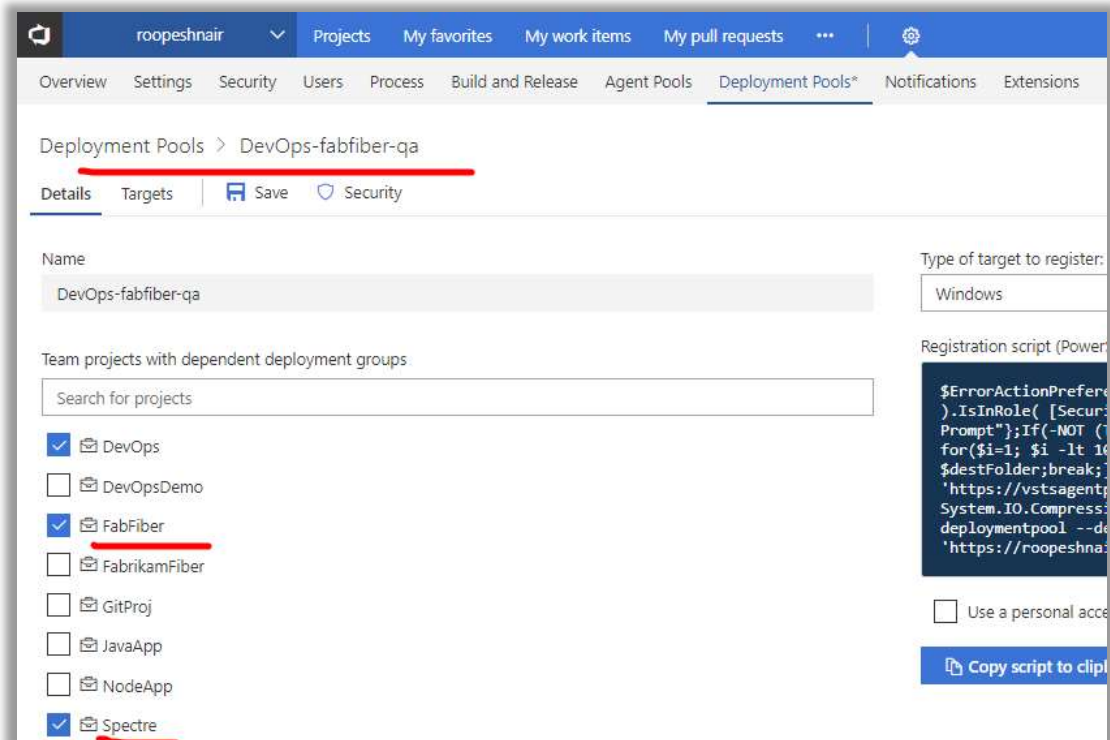 roopeshnair Projects My favorites My work items My pull requests ...
Overview Settings Security Users Process Build and Release Agent Pools Deployment Pools* Notifications Extensions
Deployment Pools > DevOps-fabfiber-qa
Details Targets Save Security
Name
DevOps-fabfiber-qa
Team projects with dependent deployment groups
Search for projects
DevOps
DevOpsDemo
FabFiber
FabrikamFiber
GitProj
JavaApp
NodeApp
Spectre
Type of target to register:
Windows
Registration script (Power
$ErrorActionPrefere
).IsInRole( [Securi
Prompt"};If(-NOT (
for($i=1; $i -lt 10
$destFolder;break;}
'https://vstsagentp
System.IO.Compress
deploymentpool --de
'https://roopeshnai
Use a personal acce
Copy script to clip